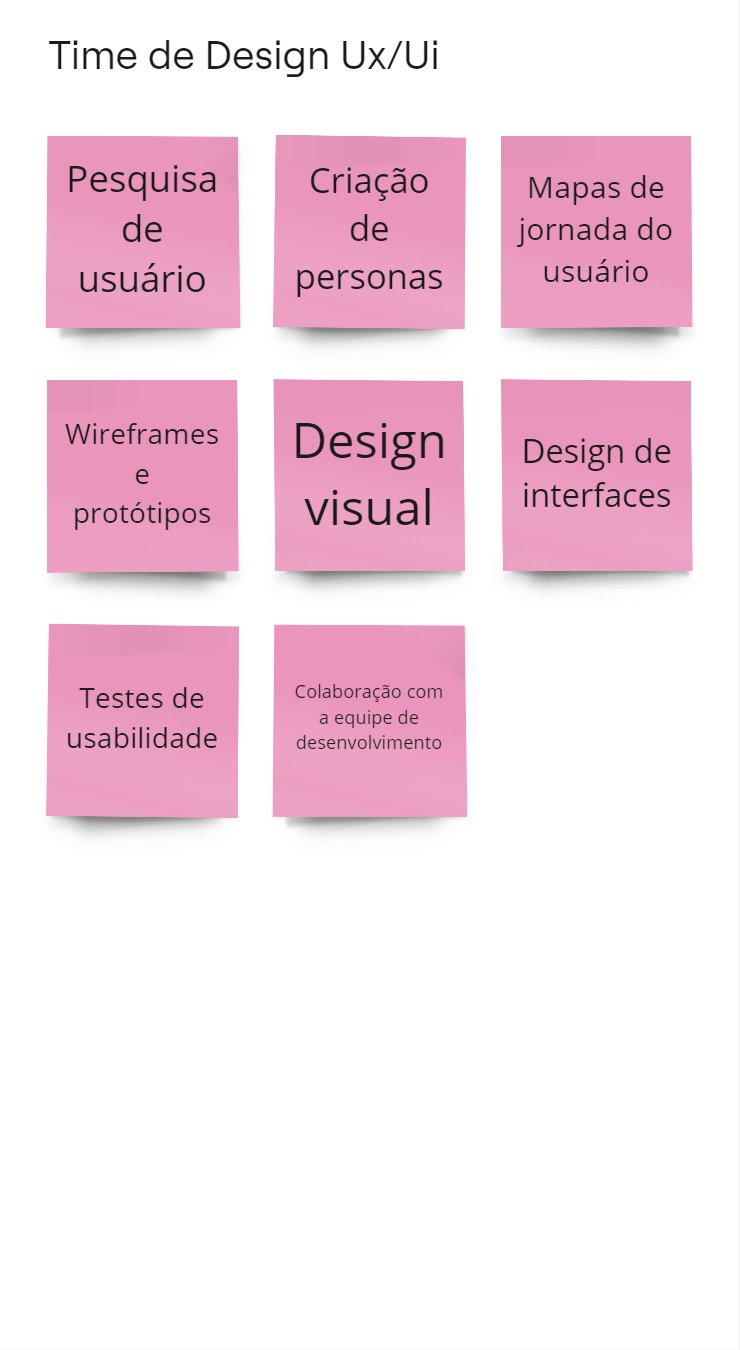 Time de Design Ux/Ui
Pesquisa
de
usuário
Criação
de
personas
Mapas de
jornada do
usuário
Wireframes
e
protótipos
Design
visual
Design de
interfaces
Testes de
usabilidade
Colaboração com
a equipe de
desenvolvimento